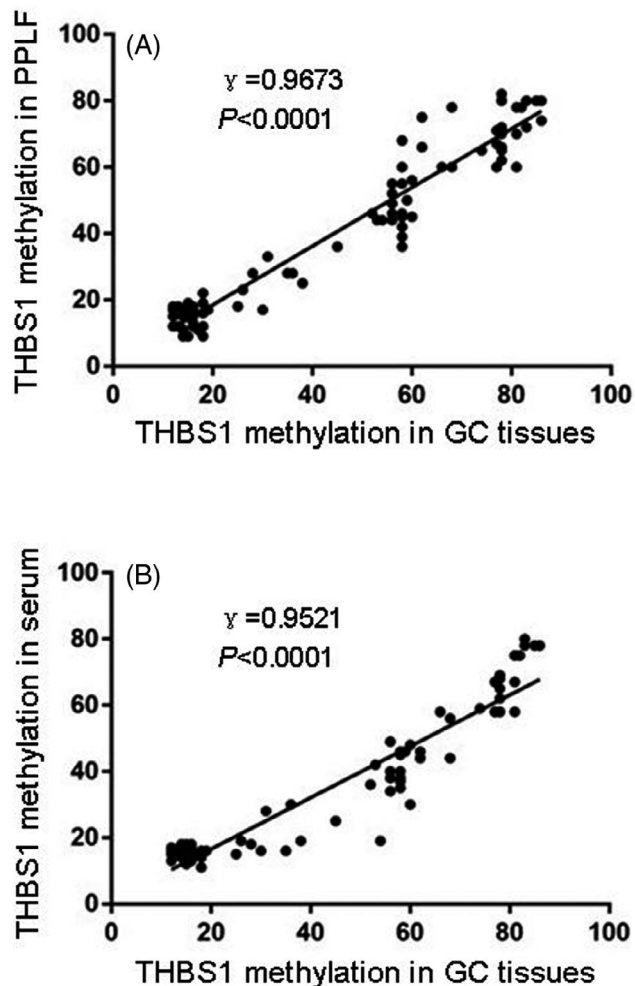 (A)
γ=0.9673
P<0.0001
THBS1 methylation in PPLF
100
80
60
40
20
0
0 20 40 60 80 100
THBS1 methylation in GC tissues
(B)
γ=0.9521
P<0.0001
THBS1 methylation in serum
100
80
60
40
20
0
0 20 40 60 80 100
THBS1 methylation in GC tissues